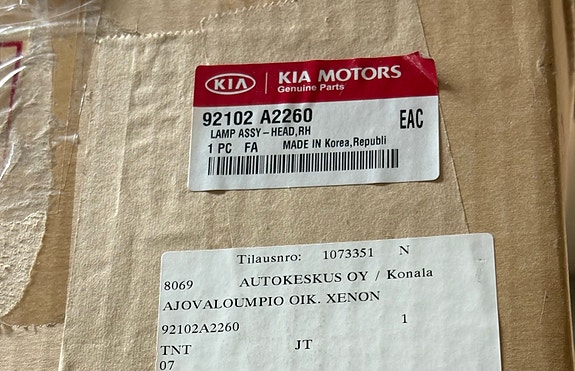 KIA | KIA MOTORS
Genuine Parts
92102 A2260
EAC
LAMP ASSY-HEAD,RH
1 PC FA MADE IN Korea,Republi
Tilausnro: 1073351 N
8069 AUTOKESKUS OY / Konala
AJOVALOUMPIO OIK. XENON
92102A2260 1
TNT JT
07